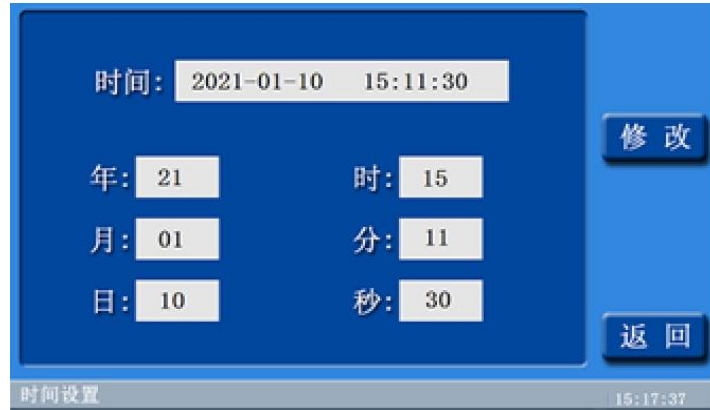 时间: 2021-01-10 15:11:30
修 改
年: 21 时: 15
月: 01 分: 11
日: 10 秒: 30
返 回
时间设置 15:17:37